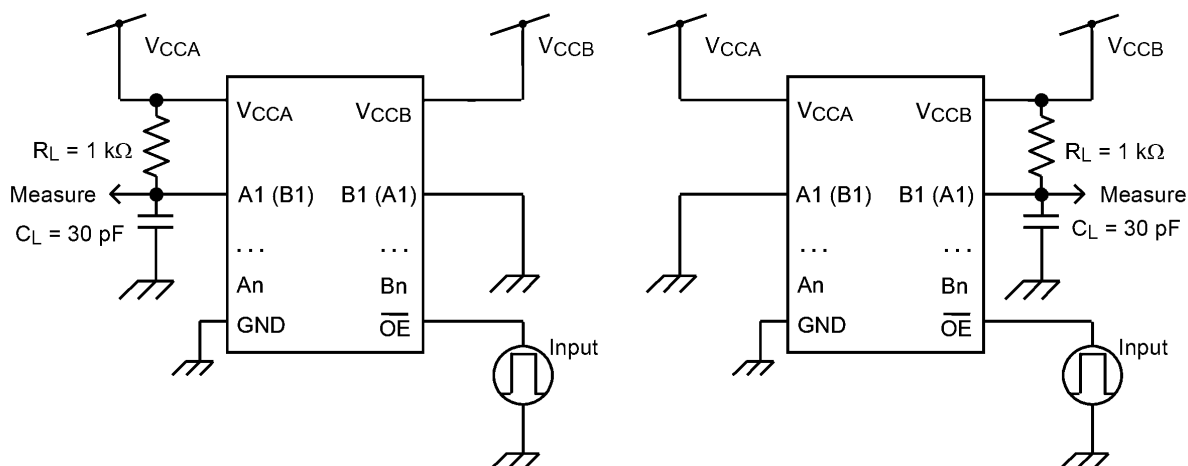 VCCA
VCCB
VCCA
VCCB
RL = 1 kΩ
Measure
CL = 30 pF
VCCA
VCCB
A1 (B1)
B1 (A1)
...
...
An
Bn
GND
OE
Input
VCCA
VCCB
A1 (B1)
B1 (A1)
...
...
An
Bn
GND
OE
RL = 1 kΩ
Measure
CL = 30 pF
Input